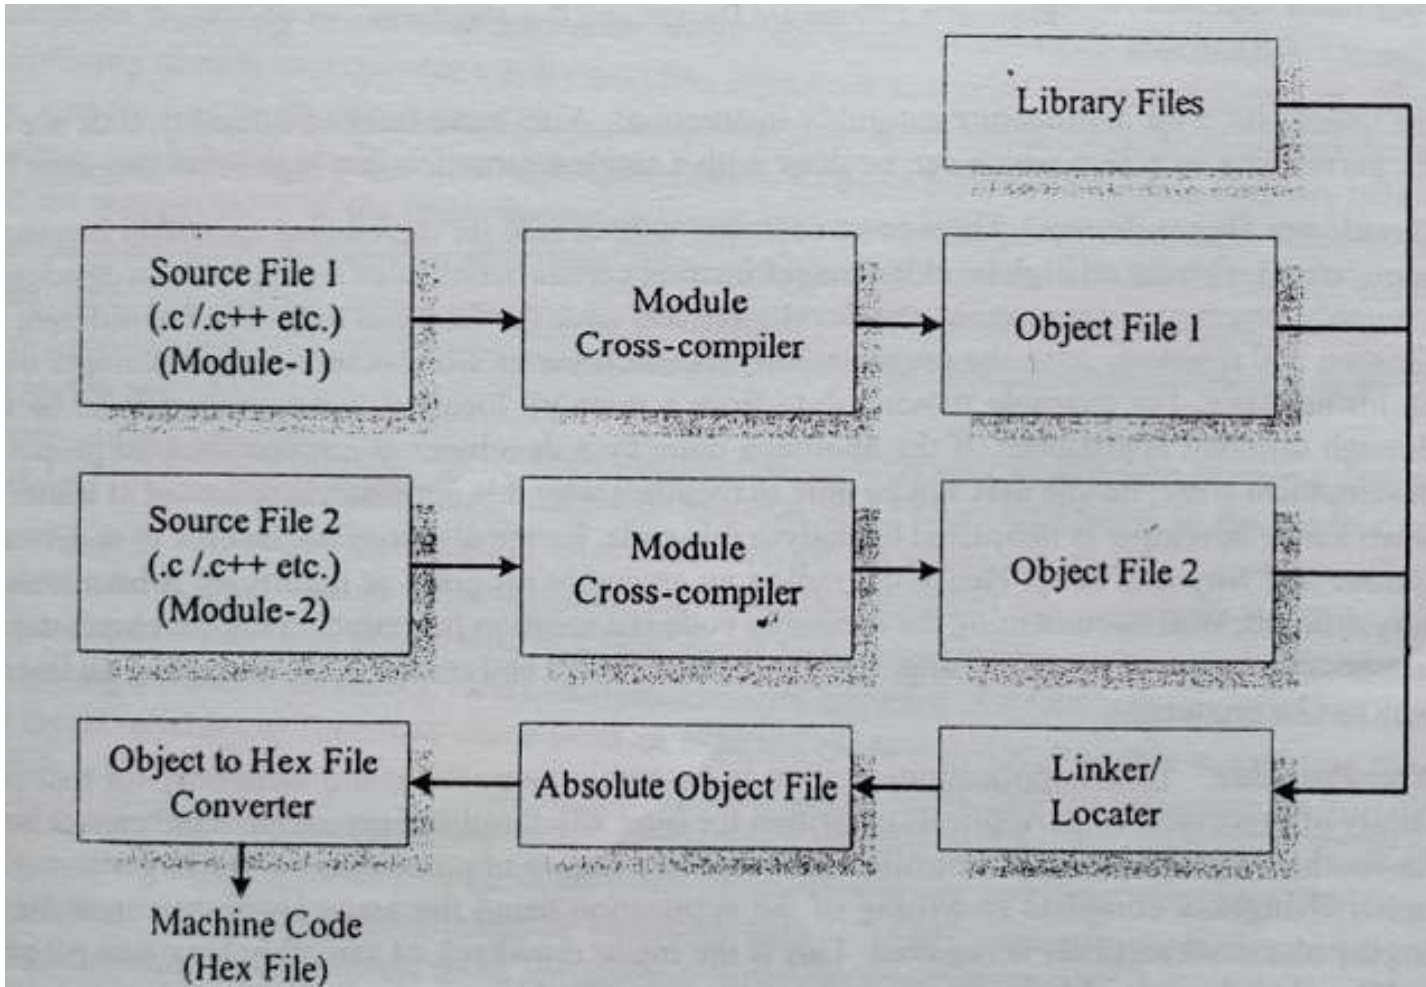 Library Files
Source File 1
(.c /.c++ etc.)
(Module-1)
Module
Cross-compiler
Object File 1
Source File 2
(.c /.c++ etc.)
(Module-2)
Module
Cross-compiler
Object File 2
Object to Hex File
Converter
Absolute Object File
Linker/
Locater
Machine Code
(Hex File)